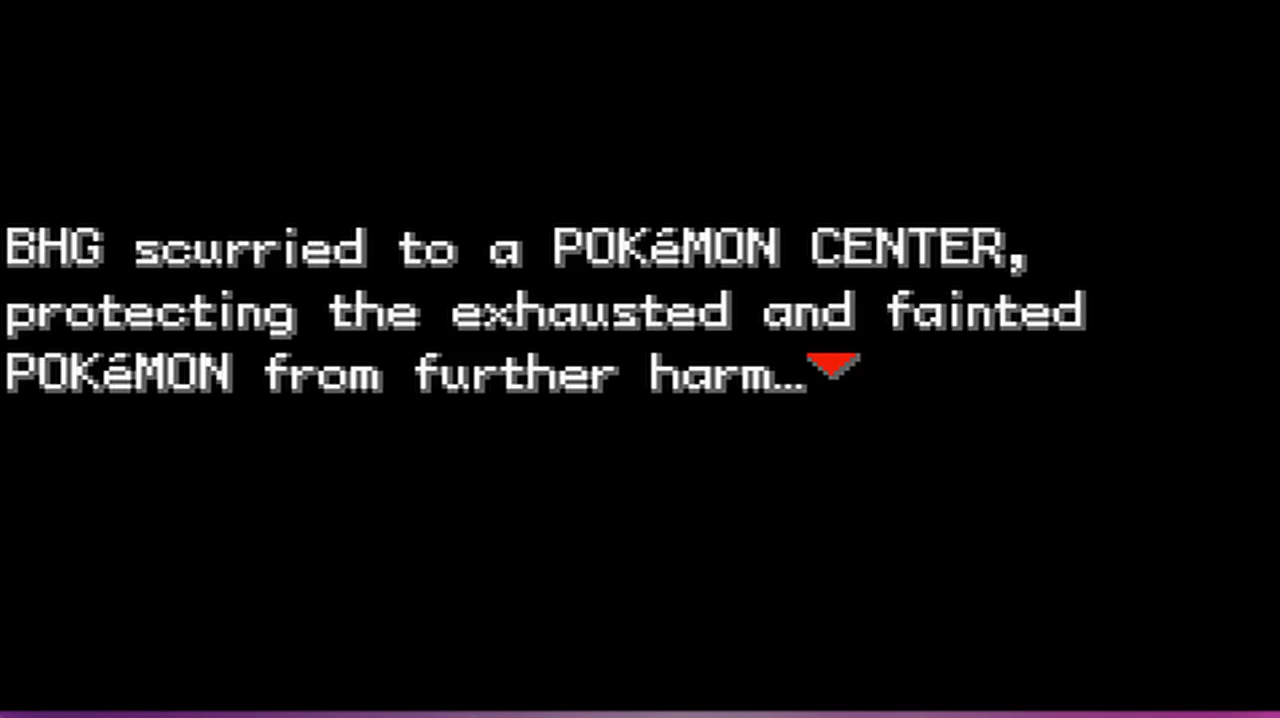 BHG scurried to a POKéMON CENTER,
protecting the exhausted and fainted
POKéMON from further harm…